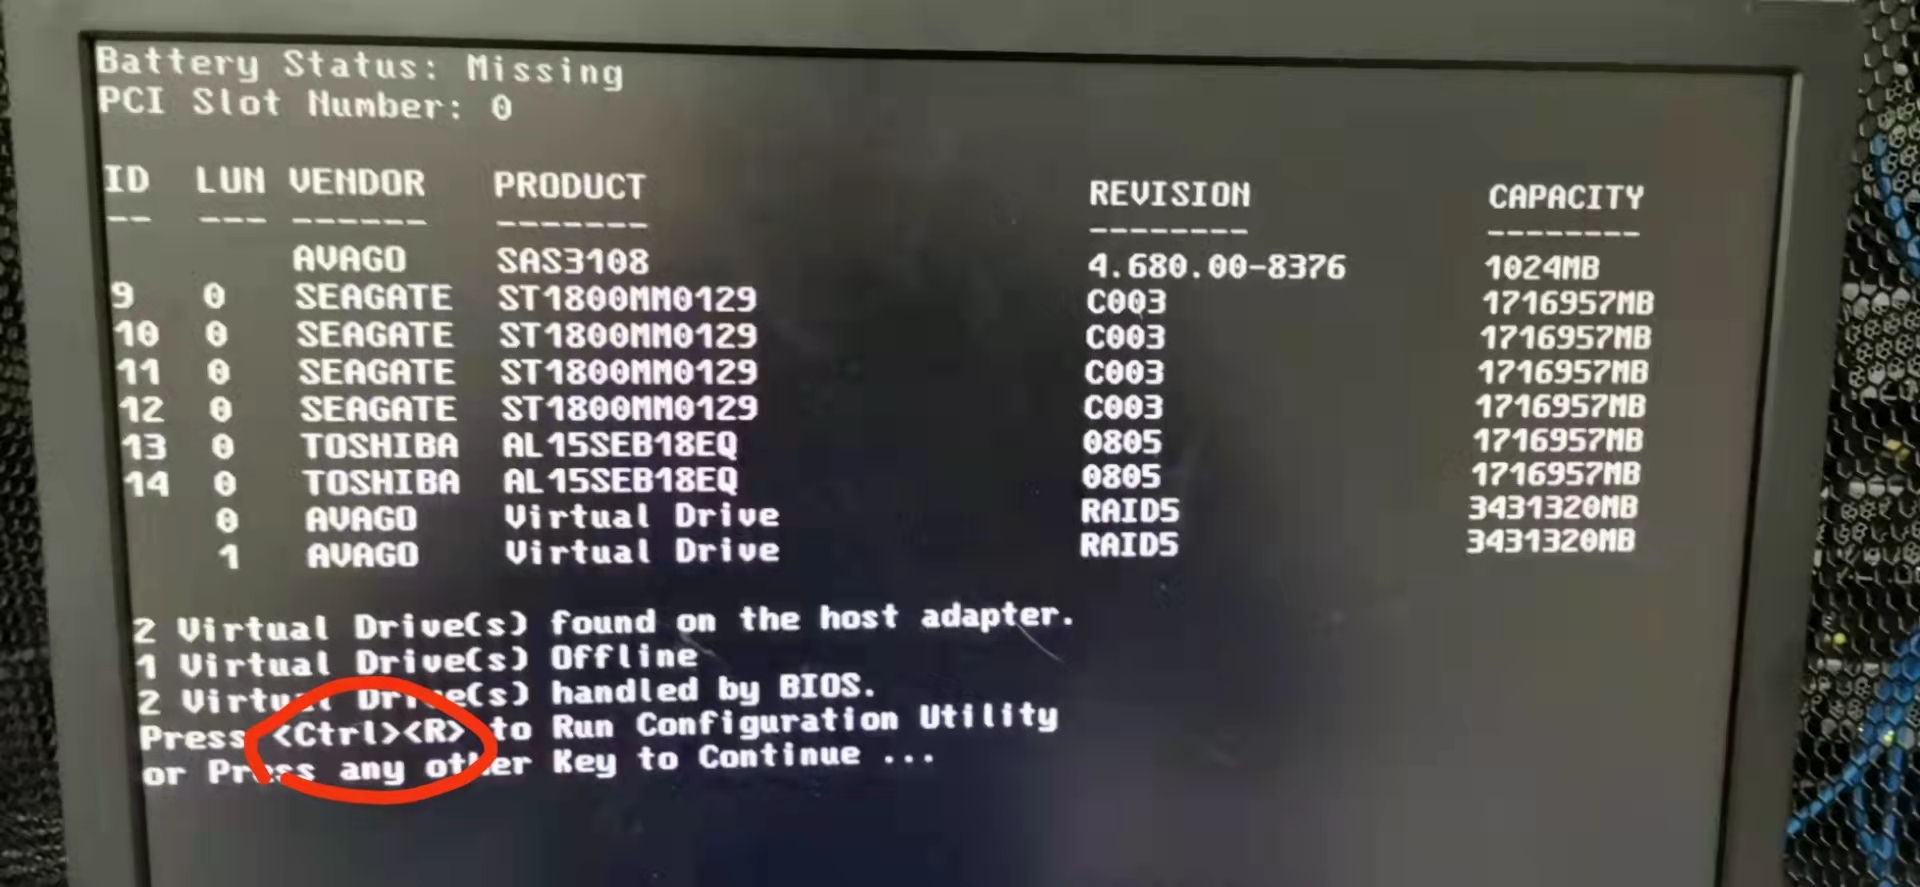 Battery Status: Missing
PCI Slot Number: 0
ID LUN VENDOR PRODUCT REVISION CAPACITY
-- --- ------ ------- -------- --------
AVAGO SAS3108 4.680.00-8376 1024MB
9 0 SEAGATE ST1800MM0129 C003 1716957MB
10 0 SEAGATE ST1800MM0129 C003 1716957MB
11 0 SEAGATE ST1800MM0129 C003 1716957MB
12 0 SEAGATE ST1800MM0129 C003 1716957MB
13 0 TOSHIBA AL15SEB18EQ 0805 1716957MB
14 0 TOSHIBA AL15SEB18EQ 0805 1716957MB
0 AVAGO Virtual Drive RAID5 3431320MB
1 AVAGO Virtual Drive RAID5 3431320MB
2 Virtual Drive(s) found on the host adapter.
1 Virtual Drive(s) Offline
2 Virtual Drive(s) handled by BIOS.
Press <Ctrl><R> to Run Configuration Utility
or Press any other Key to Continue ...